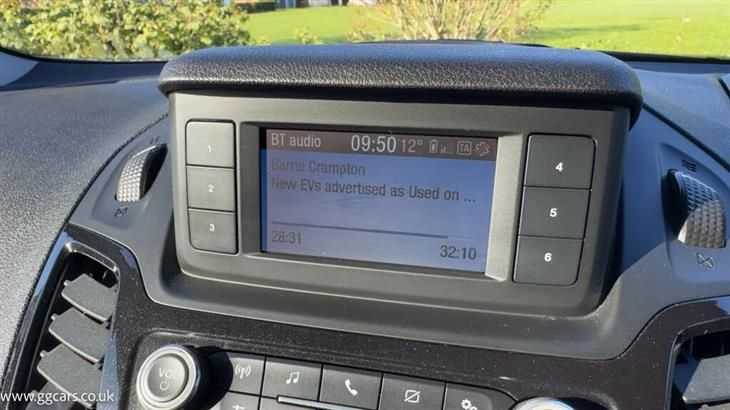 BT audio 09:50 12° TA
Barrie Crampton
New EVs advertised as Used on ...
28:31 32:10
1
2
3
4
5
6
VOL
www.ggcars.co.uk